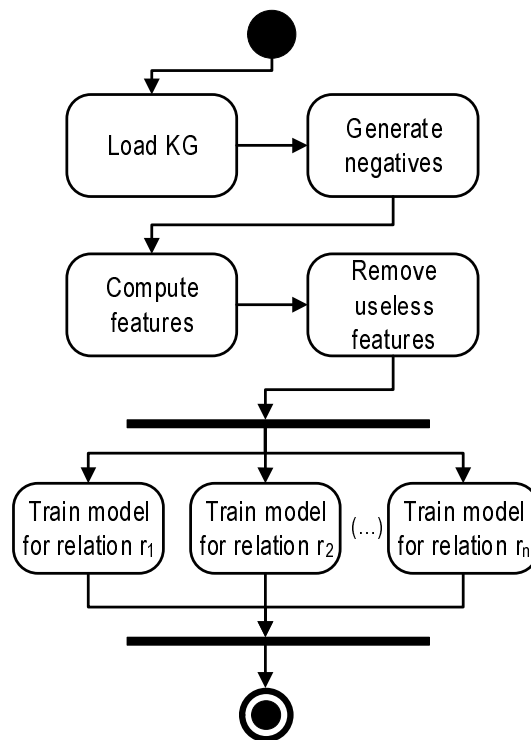 Load KG
Generate
negatives
Compute
features
Remove
useless
features
Train model
for relation r₁
Train model
for relation r₂
(...)
Train model
for relation rₙ